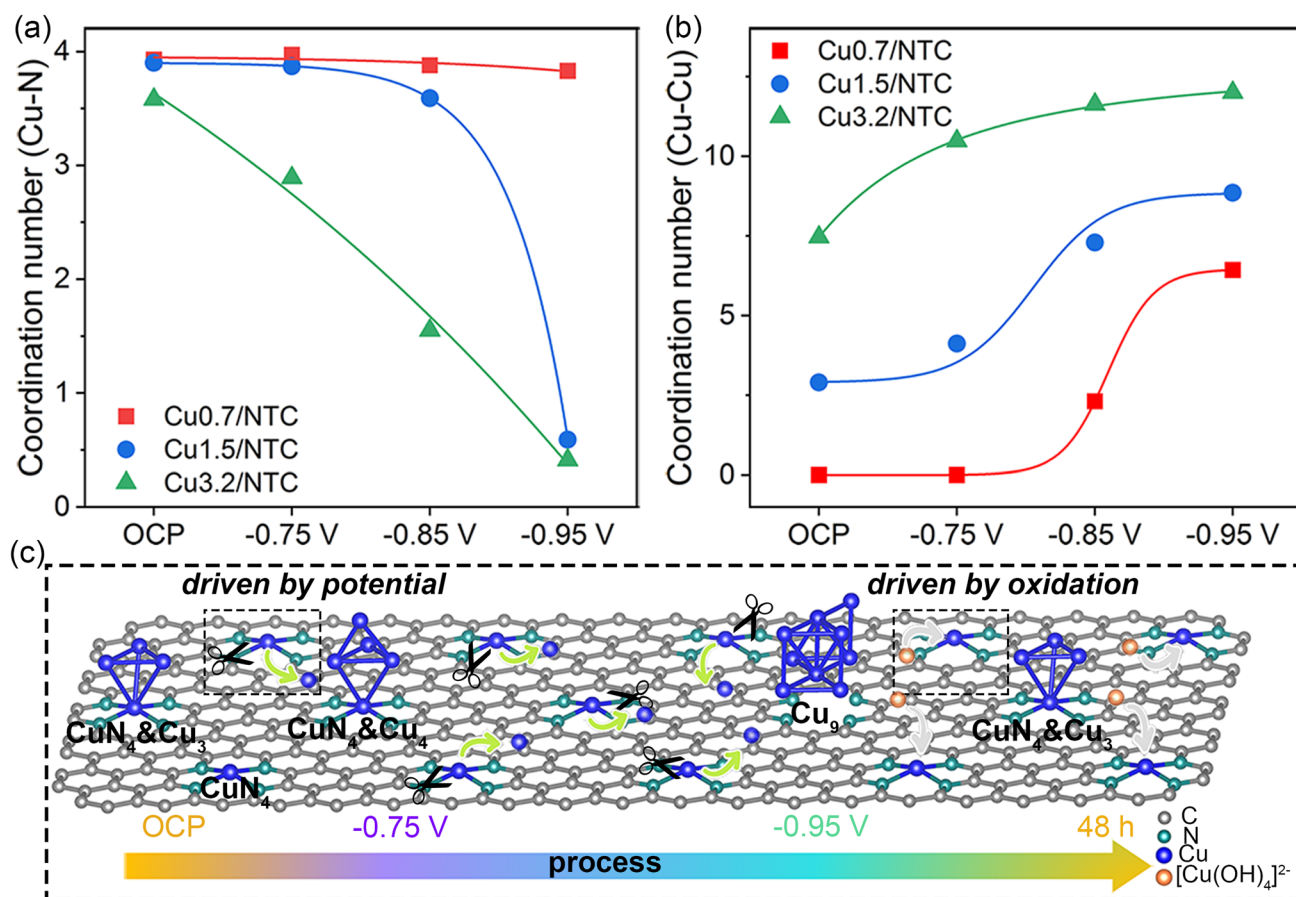 (a)
Coordination number (Cu-N)
4
3
2
1
0
Cu0.7/NTC
Cu1.5/NTC
Cu3.2/NTC
OCP -0.75 V -0.85 V -0.95 V
(b)
Coordination number (Cu-Cu)
10
5
0
Cu0.7/NTC
Cu1.5/NTC
Cu3.2/NTC
OCP -0.75 V -0.85 V -0.95 V
(c)
driven by potential driven by oxidation
CuN₄&Cu₃ CuN₄&Cu₄ Cu₉ CuN₄&Cu₃
CuN₄
OCP -0.75 V -0.95 V 48 h
process
C
N
Cu
[Cu(OH)₄]²⁻